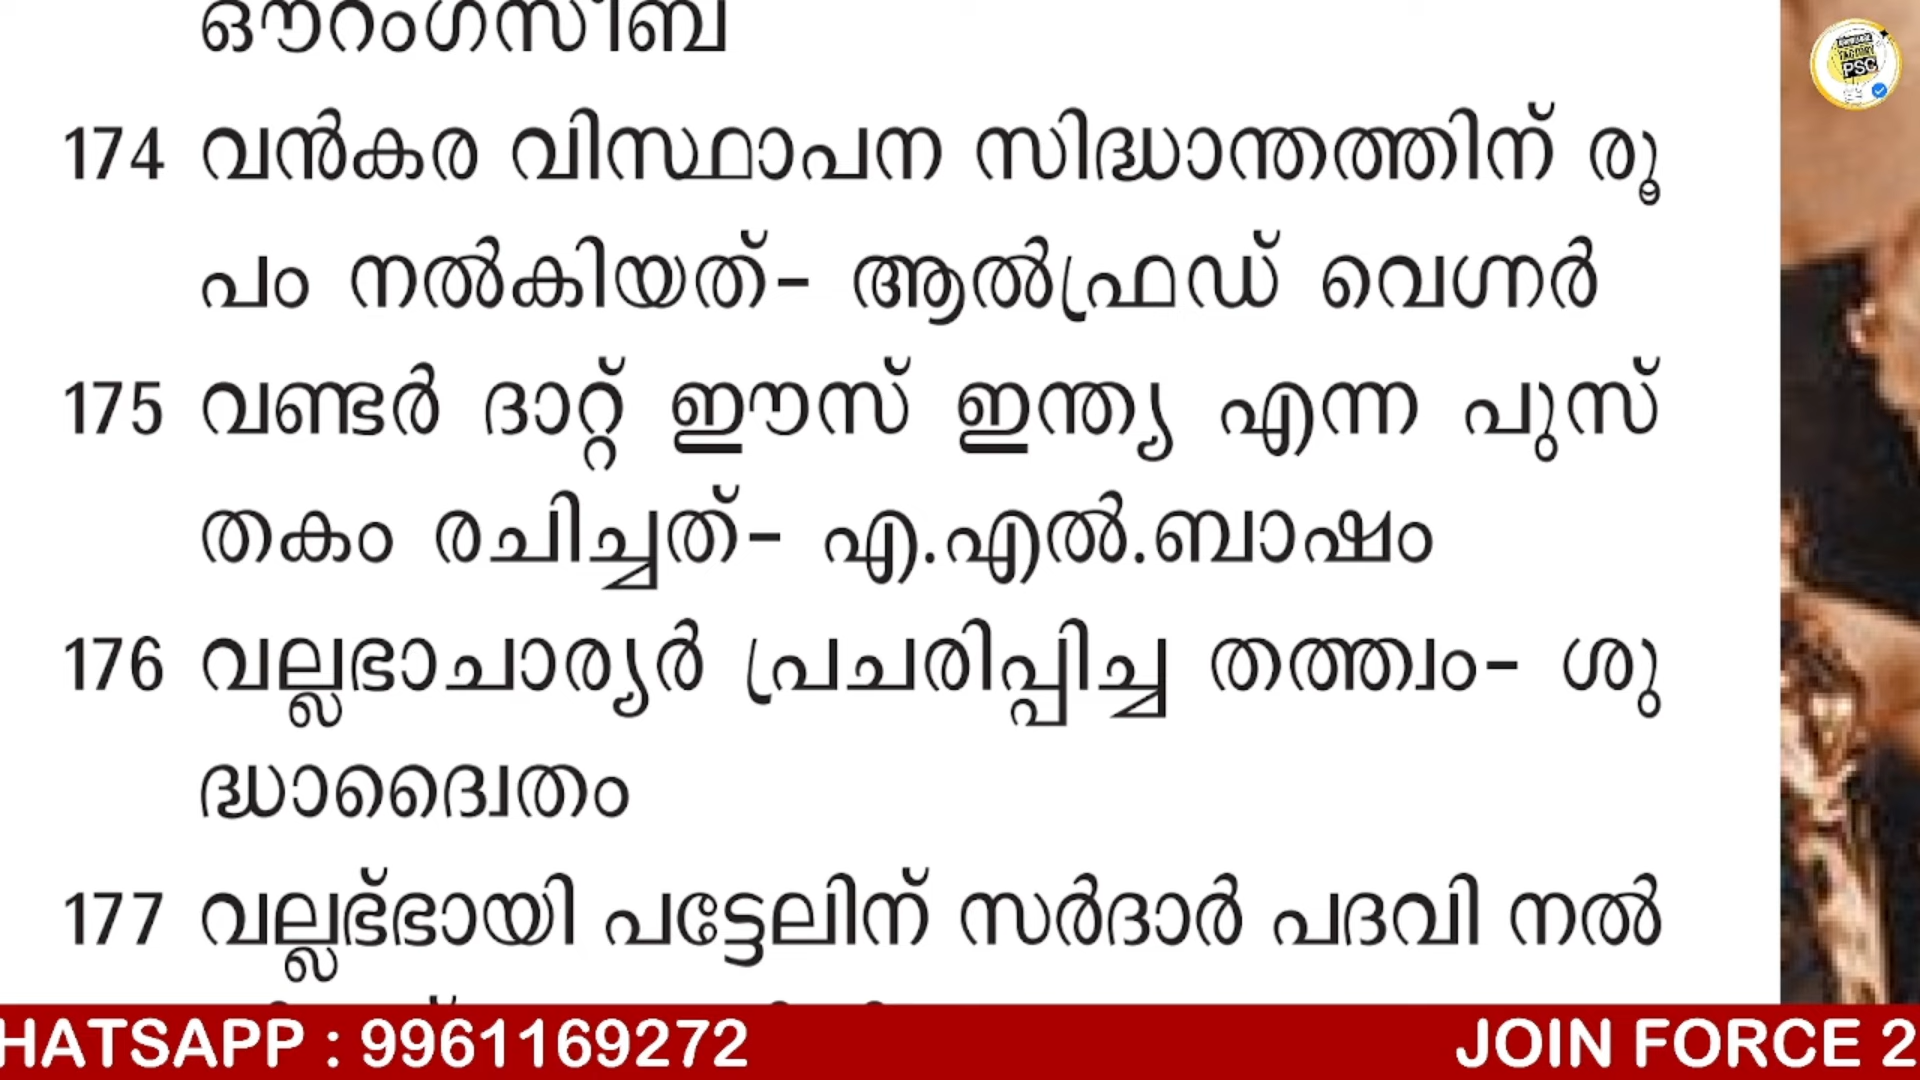 ഔറംഗസീബ്
174 വൻകര വിസ്ഥാപന സിദ്ധാന്തത്തിന് രൂ
പം നൽകിയത്- ആൽഫ്രഡ് വെഗ്നർ
175 വണ്ടർ ദാറ്റ് ഈസ് ഇന്ത്യ എന്ന പുസ്
തകം രചിച്ചത്- എ.എൽ.ബാഷം
176 വല്ലഭാചാര്യർ പ്രചരിപ്പിച്ച തത്ത്വം- ശു
ദ്ധാദ്വൈതം
177 വല്ലഭ്ഭായി പട്ടേലിന് സർദാർ പദവി നൽ
HATSAPP : 9961169272
JOIN FORCE 2
FACTORY
PSC